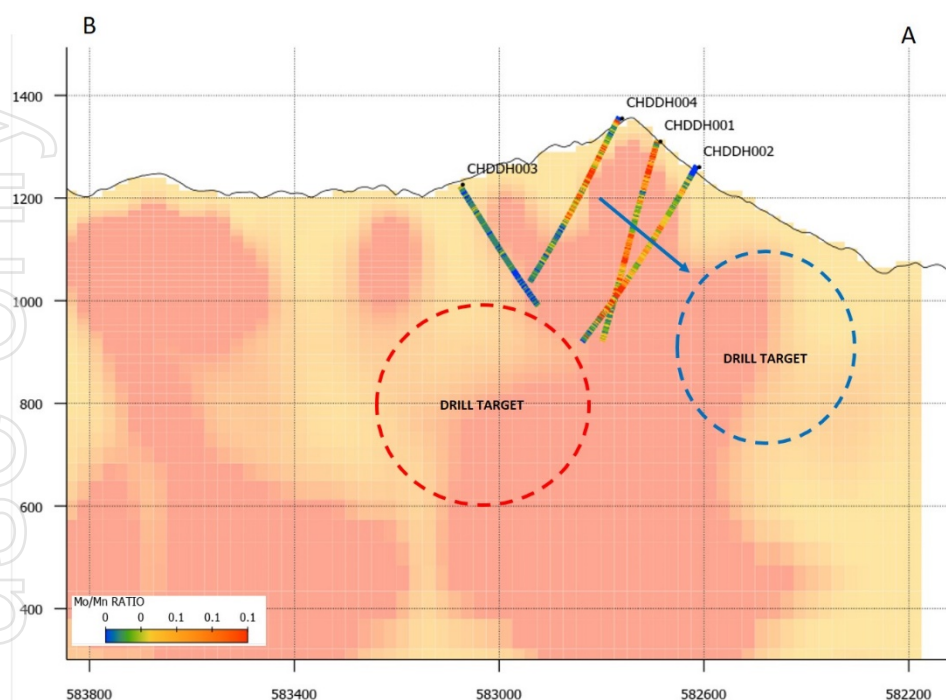 B
A
1400
1200
1000
800
600
400
CHDDH004
CHDDH001
CHDDH002
CHDDH003
DRILL TARGET
DRILL TARGET
Mo/Mn RATIO
0 0 0.1 0.1 0.1
583800 583400 583000 582600 582200